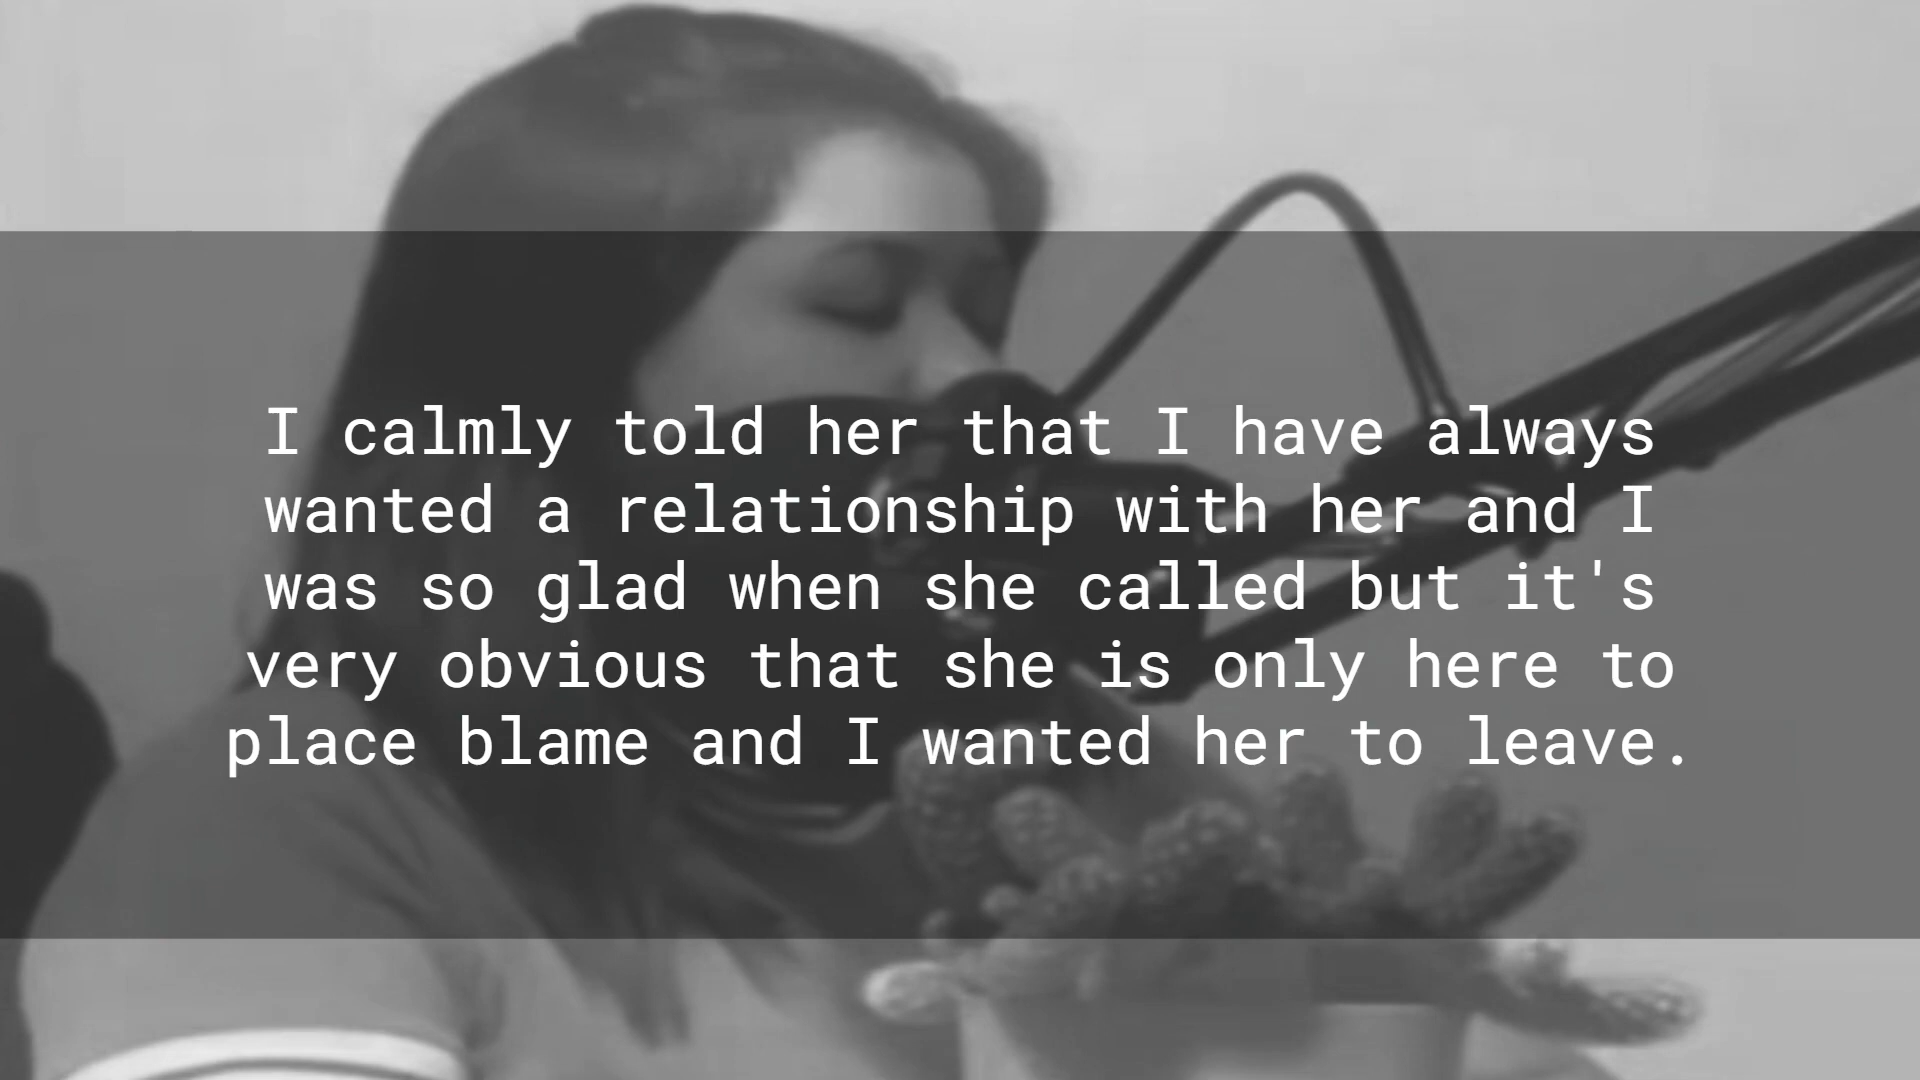 I calmly told her that I have always
wanted a relationship with her and I
was so glad when she called but it's
very obvious that she is only here to
place blame and I wanted her to leave.